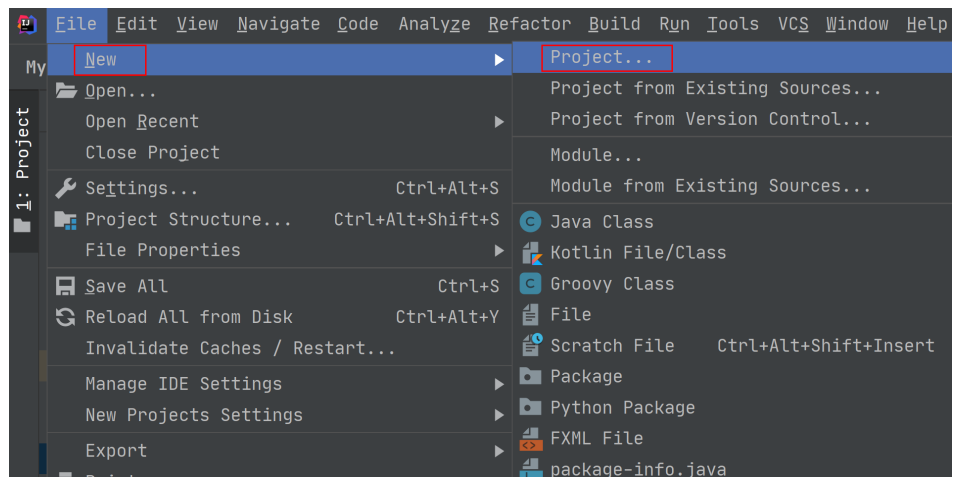 File Edit View Navigate Code Analyze Refactor Build Run Tools VCS Window Help
My
1: Project
New
Open...
Open Recent
Close Project
Settings... Ctrl+Alt+S
Project Structure... Ctrl+Alt+Shift+S
File Properties
Save All Ctrl+S
Reload All from Disk Ctrl+Alt+Y
Invalidate Caches / Restart...
Manage IDE Settings
New Projects Settings
Export
Project...
Project from Existing Sources...
Project from Version Control...
Module...
Module from Existing Sources...
Java Class
Kotlin File/Class
Groovy Class
File
Scratch File Ctrl+Alt+Shift+Insert
Package
Python Package
FXML File
package-info.java